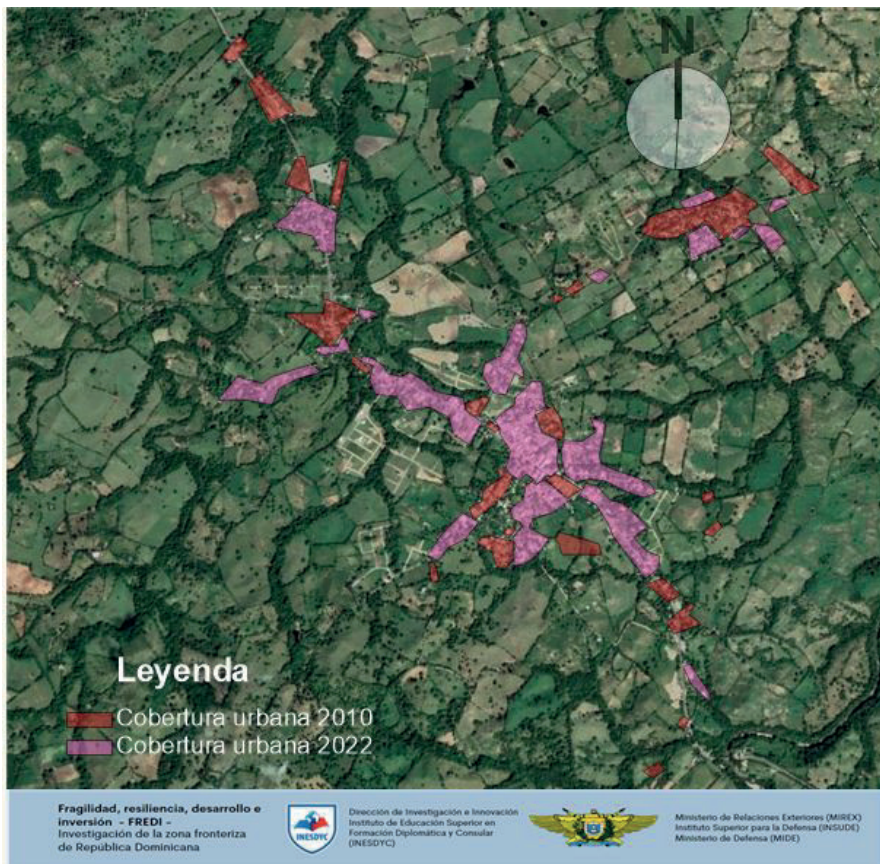 N
Leyenda
Cobertura urbana 2010
Cobertura urbana 2022
Fragilidad, resiliencia, desarrollo e
inversión - FREDI -
Investigación de la zona fronteriza
de República Dominicana
INESDYC
Dirección de Investigación e Innovación
Instituto de Educación Superior en
Formación Diplomática y Consular
(INESDYC)
Ministerio de Relaciones Exteriores (MIREX)
Instituto Superior para la Defensa (INSUDE)
Ministerio de Defensa (MIDE)